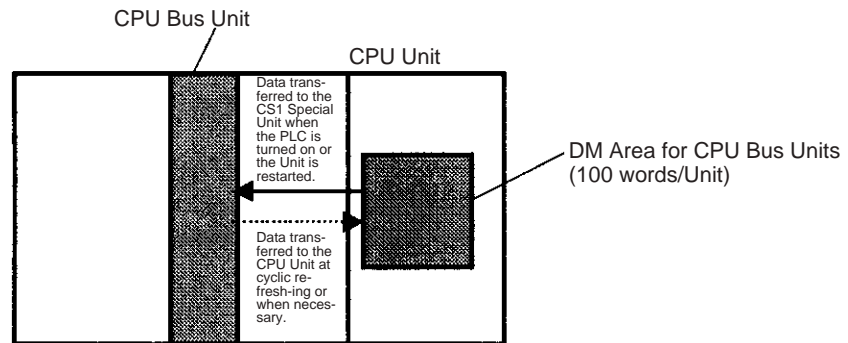 CPU Bus Unit
CPU Unit
Data trans-
ferred to the
CS1 Special
Unit when
the PLC is
turned on or
the Unit is
restarted.
DM Area for CPU Bus Units
(100 words/Unit)
Data trans-
ferred to the
CPU Unit at
cyclic re-
fresh-ing or
when neces-
sary.